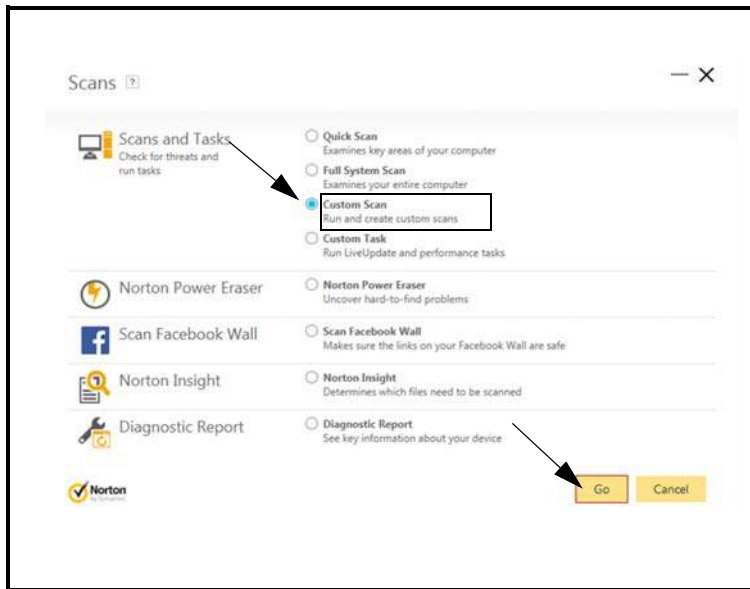 Scans ?
Scans and Tasks
Check for threats and
run tasks
Quick Scan
Examines key areas of your computer
Full System Scan
Examines your entire computer
Custom Scan
Run and create custom scans
Custom Task
Run LiveUpdate and performance tasks
Norton Power Eraser
Norton Power Eraser
Uncover hard-to-find problems
Scan Facebook Wall
Scan Facebook Wall
Makes sure the links on your Facebook Wall are safe
Norton Insight
Norton Insight
Determines which files need to be scanned
Diagnostic Report
Diagnostic Report
See key information about your device
Norton
by Symantec
Go
Cancel